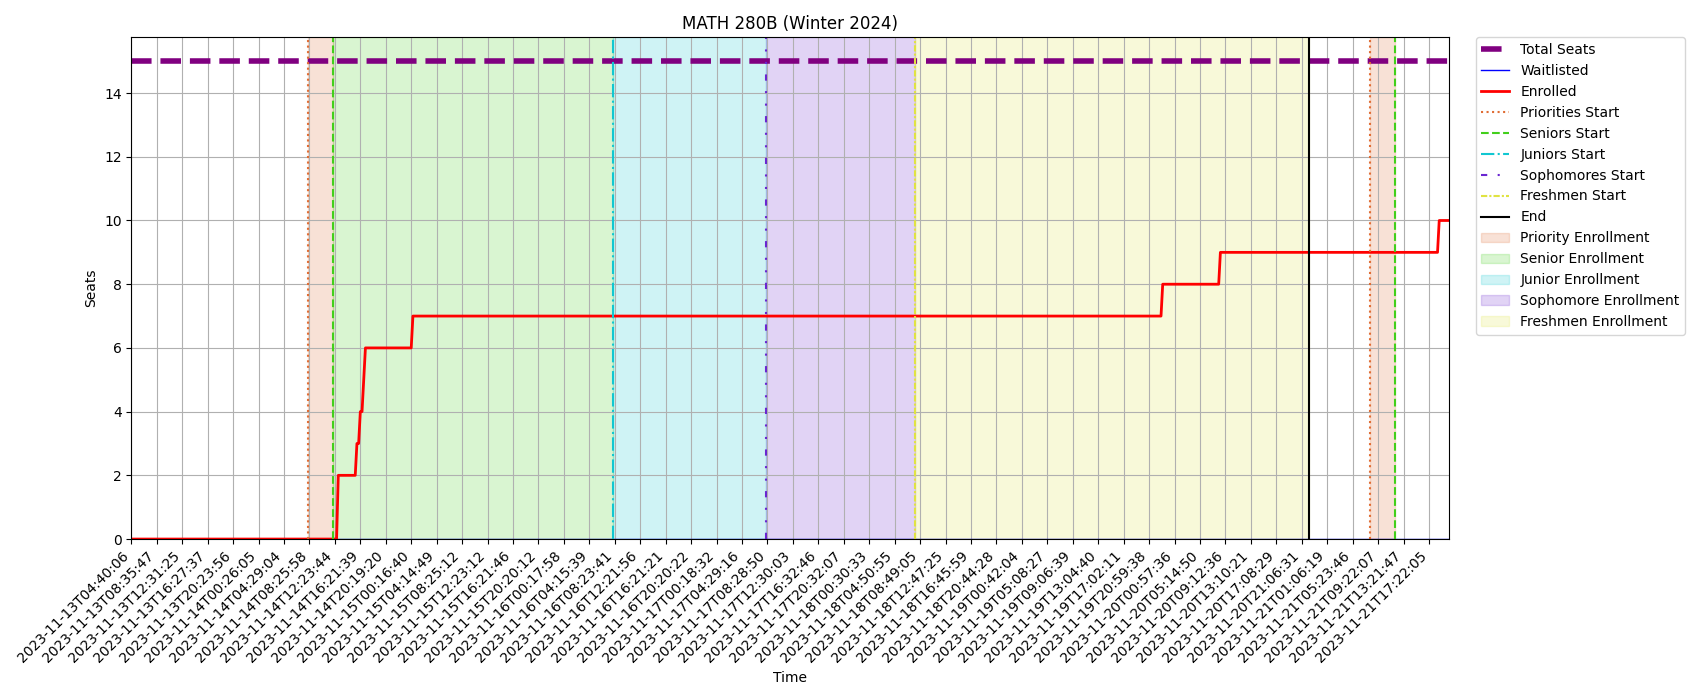 MATH 280B (Winter 2024)
Seats
14
12
10
8
6
4
2
0
Total Seats
Waitlisted
Enrolled
Priorities Start
Seniors Start
Juniors Start
Sophomores Start
Freshmen Start
End
Priority Enrollment
Senior Enrollment
Junior Enrollment
Sophomore Enrollment
Freshmen Enrollment
2023-11-13T04:40:06
2023-11-13T08:35:47
2023-11-13T12:31:25
2023-11-13T16:27:37
2023-11-13T20:23:56
2023-11-14T00:26:05
2023-11-14T04:29:04
2023-11-14T08:25:58
2023-11-14T12:23:44
2023-11-14T16:21:39
2023-11-14T20:19:20
2023-11-15T00:16:40
2023-11-15T04:14:49
2023-11-15T08:25:12
2023-11-15T12:23:12
2023-11-15T16:21:46
2023-11-15T20:20:12
2023-11-16T00:17:58
2023-11-16T04:15:39
2023-11-16T08:23:41
2023-11-16T12:21:56
2023-11-16T16:21:21
2023-11-16T20:20:22
2023-11-17T00:18:32
2023-11-17T04:29:16
2023-11-17T08:28:50
2023-11-17T12:30:03
2023-11-17T16:32:46
2023-11-17T20:32:07
2023-11-18T00:30:33
2023-11-18T04:50:55
2023-11-18T08:49:05
2023-11-18T12:47:25
2023-11-18T16:45:59
2023-11-18T20:44:28
2023-11-19T00:42:04
2023-11-19T05:08:27
2023-11-19T09:06:39
2023-11-19T13:04:40
2023-11-19T17:02:11
2023-11-19T20:59:38
2023-11-20T00:57:36
2023-11-20T05:14:50
2023-11-20T09:12:36
2023-11-20T13:10:21
2023-11-20T17:08:29
2023-11-20T21:06:31
2023-11-21T01:06:19
2023-11-21T05:23:46
2023-11-21T09:22:07
2023-11-21T13:21:47
2023-11-21T17:22:05
Time